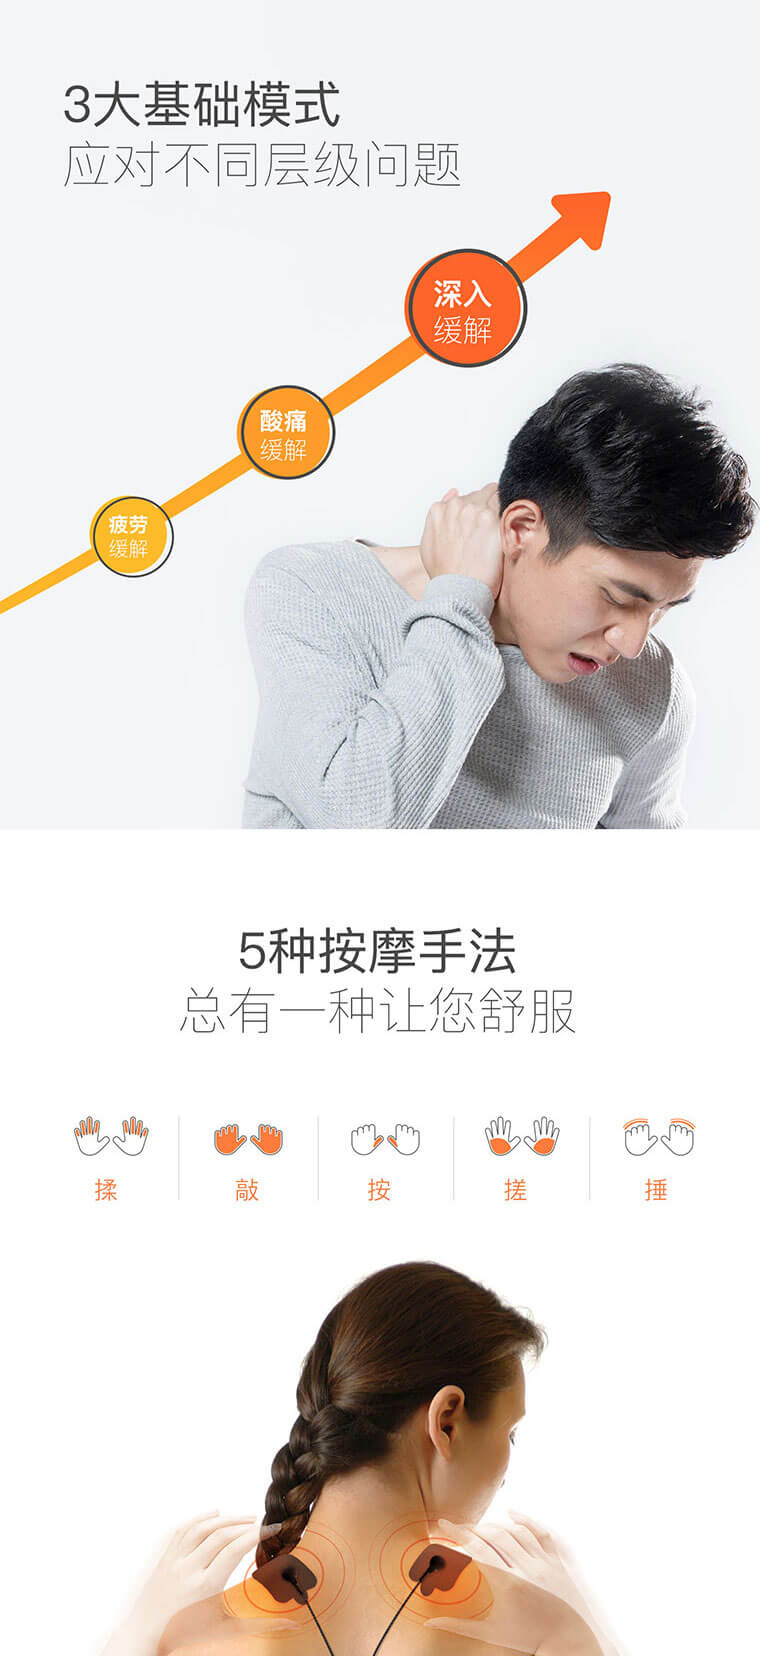 3大基础模式
应对不同层级问题
深入
缓解
酸痛
缓解
疲劳
缓解
5种按摩手法
总有一种让您舒服
揉
敲
按
搓
捶